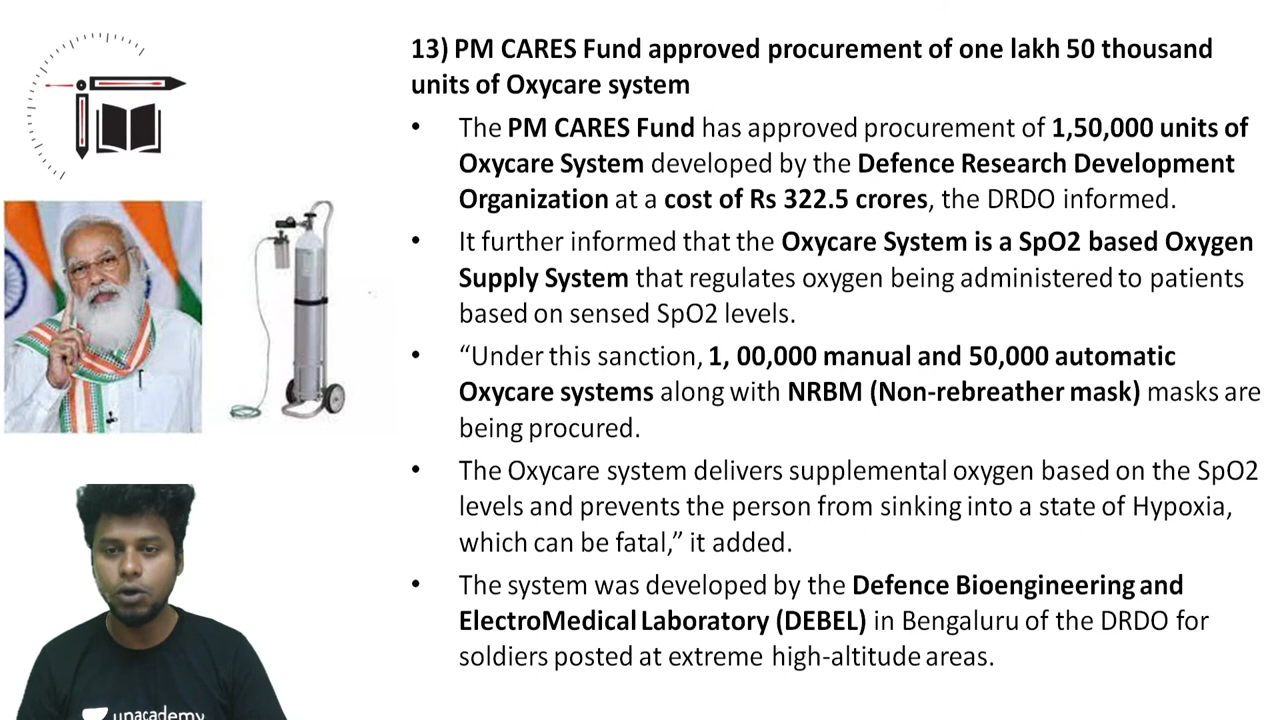 13) PM CARES Fund approved procurement of one lakh 50 thousand
units of Oxycare system
• The PM CARES Fund has approved procurement of 1,50,000 units of
Oxycare System developed by the Defence Research Development
Organization at a cost of Rs 322.5 crores, the DRDO informed.
• It further informed that the Oxycare System is a SpO2 based Oxygen
Supply System that regulates oxygen being administered to patients
based on sensed SpO2 levels.
• “Under this sanction, 1, 00,000 manual and 50,000 automatic
Oxycare systems along with NRBM (Non-rebreather mask) masks are
being procured.
• The Oxycare system delivers supplemental oxygen based on the SpO2
levels and prevents the person from sinking into a state of Hypoxia,
which can be fatal,” it added.
• The system was developed by the Defence Bioengineering and
ElectroMedical Laboratory (DEBEL) in Bengaluru of the DRDO for
soldiers posted at extreme high-altitude areas.
unacademy